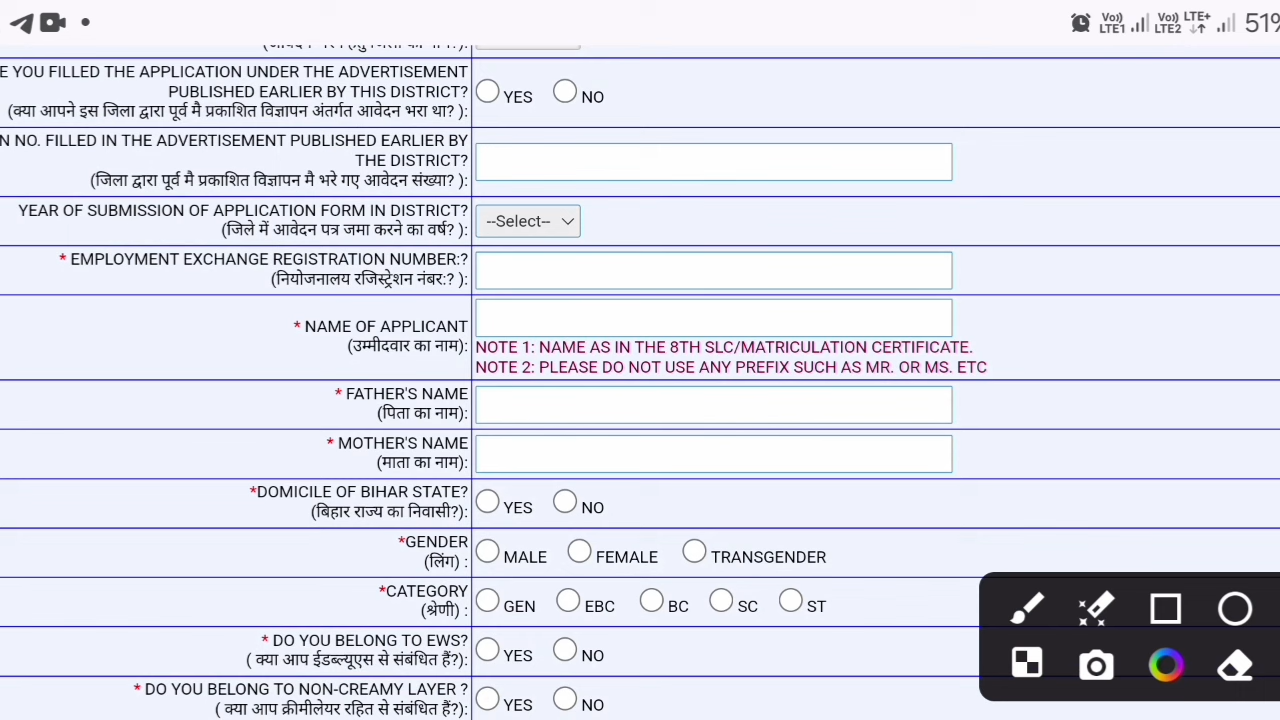 Vo)) LTE1 Vo)) LTE2 LTE+ 51%
E YOU FILLED THE APPLICATION UNDER THE ADVERTISEMENT
PUBLISHED EARLIER BY THIS DISTRICT?
(क्या आपने इस जिला द्वारा पूर्व मै प्रकाशित विज्ञापन अंतर्गत आवेदन भरा था? ):
YES NO
N NO. FILLED IN THE ADVERTISEMENT PUBLISHED EARLIER BY
THE DISTRICT?
(जिला द्वारा पूर्व मै प्रकाशित विज्ञापन मै भरे गए आवेदन संख्या? ):
YEAR OF SUBMISSION OF APPLICATION FORM IN DISTRICT?
(जिले में आवेदन पत्र जमा करने का वर्ष? ):
--Select--
* EMPLOYMENT EXCHANGE REGISTRATION NUMBER:?
(नियोजनालय रजिस्ट्रेशन नंबर:? ):
* NAME OF APPLICANT
(उम्मीदवार का नाम):
NOTE 1: NAME AS IN THE 8TH SLC/MATRICULATION CERTIFICATE.
NOTE 2: PLEASE DO NOT USE ANY PREFIX SUCH AS MR. OR MS. ETC
* FATHER'S NAME
(पिता का नाम):
* MOTHER'S NAME
(माता का नाम):
*DOMICILE OF BIHAR STATE?
(बिहार राज्य का निवासी?):
YES NO
*GENDER
(लिंग) :
MALE FEMALE TRANSGENDER
*CATEGORY
(श्रेणी) :
GEN EBC BC SC ST
* DO YOU BELONG TO EWS?
( क्या आप ईडब्ल्यूएस से संबंधित हैं?):
YES NO
* DO YOU BELONG TO NON-CREAMY LAYER ?
( क्या आप क्रीमीलेयर रहित से संबंधित हैं?):
YES NO